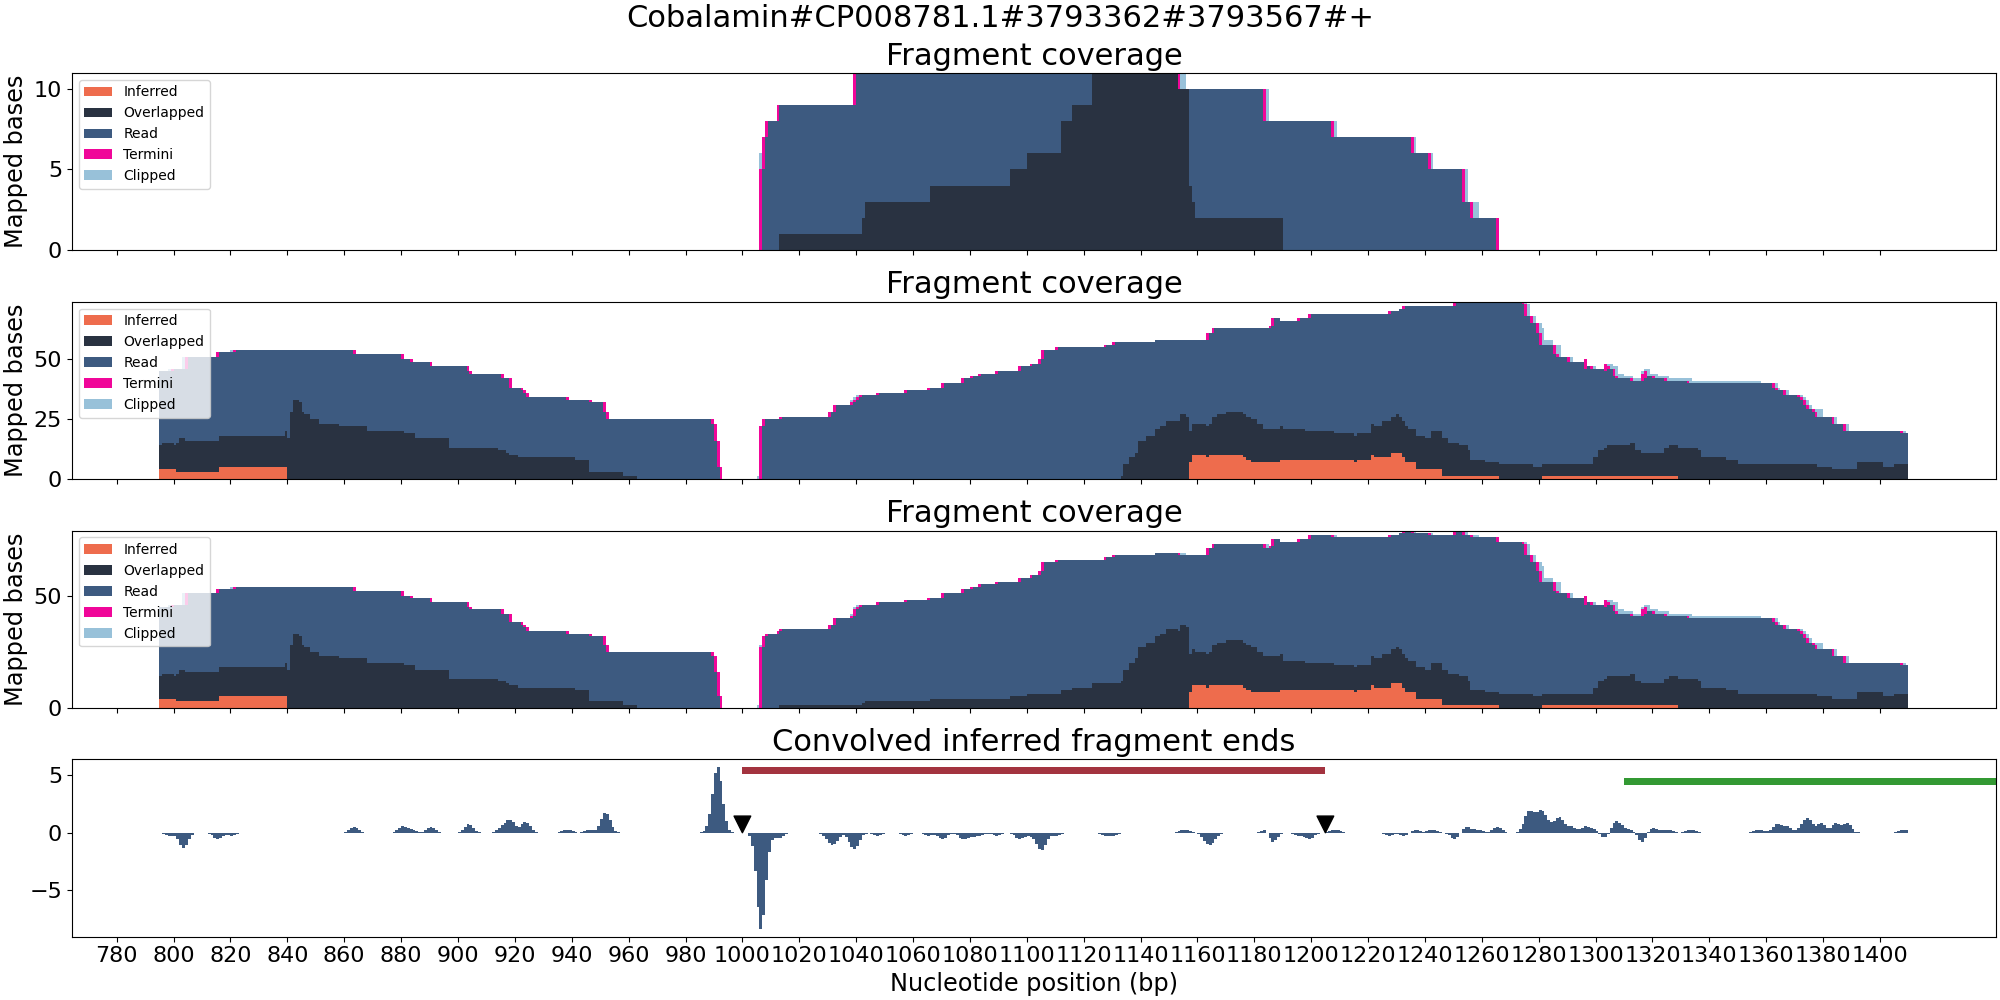 Cobalamin#CP008781.1#3793362#3793567#+
Fragment coverage
Mapped bases
10
5
0
Inferred
Overlapped
Read
Termini
Clipped
Fragment coverage
Mapped bases
50
25
0
Inferred
Overlapped
Read
Termini
Clipped
Fragment coverage
Mapped bases
50
0
Inferred
Overlapped
Read
Termini
Clipped
Convolved inferred fragment ends
5
0
−5
780 800 820 840 860 880 900 920 940 960 980 1000 1020 1040 1060 1080 1100 1120 1140 1160 1180 1200 1220 1240 1260 1280 1300 1320 1340 1360 1380 1400
Nucleotide position (bp)